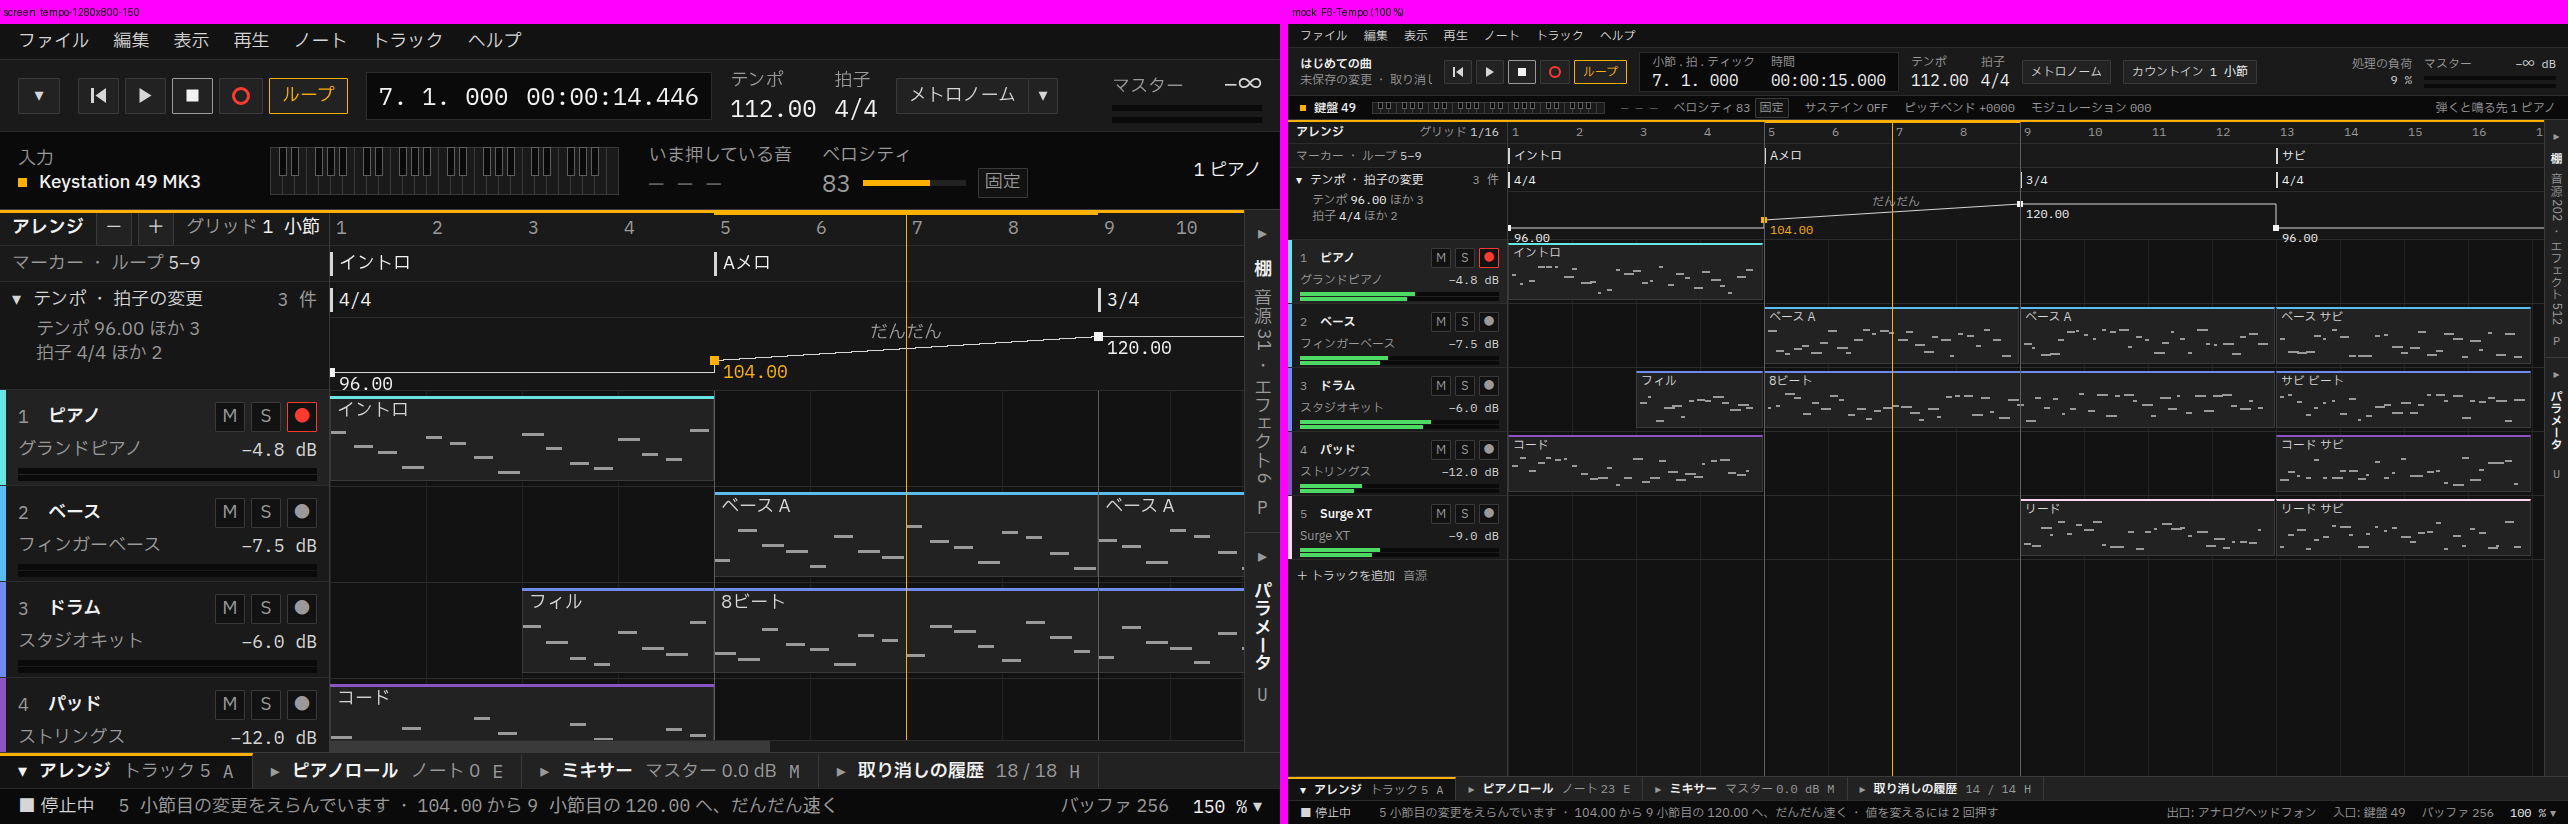 screen tempo-1280x800-150
ファイル 編集 表示 再生 ノート トラック ヘルプ
▼ ループ 7. 1. 000 00:00:14.446 テンポ 112.00 拍子 4/4 メトロノーム ▼ マスター −∞
入力 Keystation 49 MK3 いま押している音 — — — ベロシティ 83 固定 1 ピアノ
アレンジ − + グリッド 1 小節 1 2 3 4 5 6 7 8 9 10
マーカー ・ ループ 5–9 イントロ Aメロ
▼ テンポ ・ 拍子の変更 3 件 4/4 3/4
テンポ 96.00 ほか 3
拍子 4/4 ほか 2
だんだん
96.00 104.00 120.00
1 ピアノ M S イントロ
グランドピアノ −4.8 dB
2 ベース M S ベース A ベース A
フィンガーベース −7.5 dB
3 ドラム M S フィル 8ビート
スタジオキット −6.0 dB
4 パッド M S コード
ストリングス −12.0 dB
▶ 棚 音源 31 ・ エフェクト 6 P
▶ パラメータ U
▼ アレンジ トラック 5 A ▶ ピアノロール ノート 0 E ▶ ミキサー マスター 0.0 dB M ▶ 取り消しの履歴 18 / 18 H
■ 停止中 5 小節目の変更をえらんでいます ・ 104.00 から 9 小節目の 120.00 へ、だんだん速く バッファ 256 150 % ▼
mock F6-Tempo (100 %)
ファイル 編集 表示 再生 ノート トラック ヘルプ
はじめての曲
未保存の変更 ・ 取り消し
ループ
小節 . 拍 . ティック 時間
7. 1. 000 00:00:15.000
テンポ 112.00 拍子 4/4 メトロノーム カウントイン 1 小節 処理の負荷 9 % マスター −∞ dB
鍵盤 49 — — — ベロシティ 83 固定 サステイン OFF ピッチベンド +0000 モジュレーション 000 弾くと鳴る先 1 ピアノ
アレンジ グリッド 1/16 1 2 3 4 5 6 7 8 9 10 11 12 13 14 15 16
マーカー ・ ループ 5–9 イントロ Aメロ サビ
▼ テンポ ・ 拍子の変更 3 件 4/4 3/4 4/4
テンポ 96.00 ほか 3
拍子 4/4 ほか 2
だんだん
96.00 104.00 120.00 96.00
1 ピアノ M S イントロ
グランドピアノ −4.8 dB
2 ベース M S ベース A ベース A ベース サビ
フィンガーベース −7.5 dB
3 ドラム M S フィル 8ビート サビ ビート
スタジオキット −6.0 dB
4 パッド M S コード コード サビ
ストリングス −12.0 dB
5 Surge XT M S リード リード サビ
Surge XT −9.0 dB
+ トラックを追加 音源
▶ 棚 音源 202 ・ エフェクト 512 P
▶ パラメータ U
▼ アレンジ トラック 5 A ▶ ピアノロール ノート 23 E ▶ ミキサー マスター 0.0 dB M ▶ 取り消しの履歴 14 / 14 H
■ 停止中 5 小節目の変更をえらんでいます ・ 104.00 から 9 小節目の 120.00 へ、だんだん速く ・ 値を変えるには 2 回押す 出口: アナログヘッドフォン 入口: 鍵盤 49 バッファ 256 100 % ▼